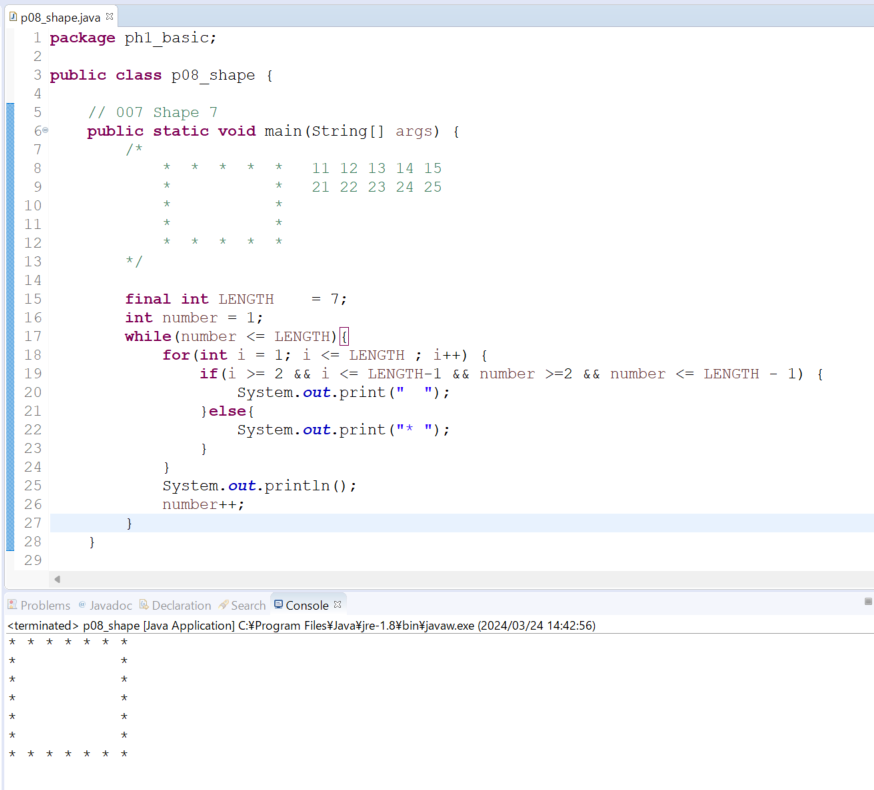 p08_shape.java
1 package ph1_basic;
2
3 public class p08_shape {
4
5     // 007 Shape 7
6     public static void main(String[] args) {
7         /*
8             *  *  *  *  *   11 12 13 14 15
9             *           *   21 22 23 24 25
10             *           *
11             *           *
12             *  *  *  *  *
13         */
14
15         final int LENGTH    = 7;
16         int number = 1;
17         while(number <= LENGTH){
18             for(int i = 1; i <= LENGTH ; i++) {
19                 if(i >= 2 && i <= LENGTH-1 && number >=2 && number <= LENGTH - 1) {
20                     System.out.print("  ");
21                 }else{
22                     System.out.print("* ");
23                 }
24             }
25             System.out.println();
26             number++;
27         }
28     }
29
Problems @ Javadoc Declaration Search Console
<terminated> p08_shape [Java Application] C:¥Program Files¥Java¥jre-1.8¥bin¥javaw.exe (2024/03/24 14:42:56)
* * * * * * *
*           *
*           *
*           *
*           *
*           *
* * * * * * *